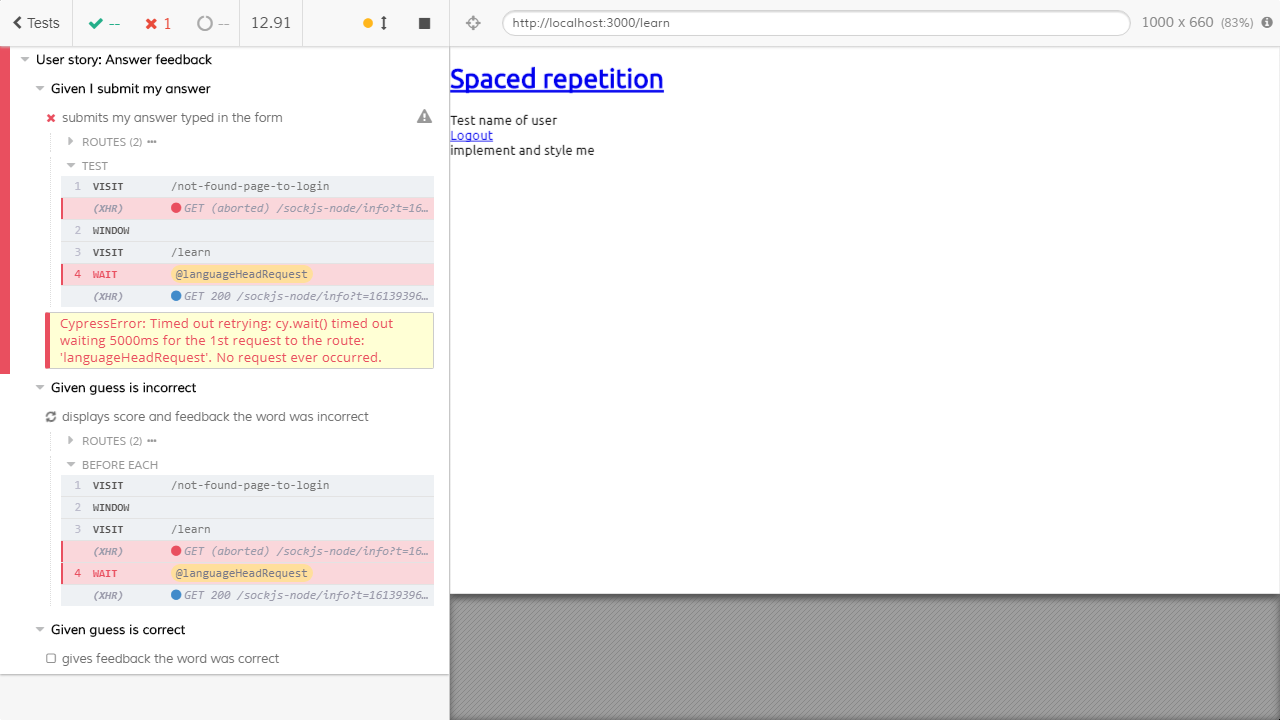 Tests -- 1 -- 12.91
http://localhost:3000/learn 1000 x 660 (83%)
User story: Answer feedback
Given I submit my answer
submits my answer typed in the form
ROUTES (2)
TEST
1 VISIT /not-found-page-to-login
(XHR) GET (aborted) /sockjs-node/info?t=16…
2 WINDOW
3 VISIT /learn
4 WAIT @languageHeadRequest
(XHR) GET 200 /sockjs-node/info?t=16139396…
CypressError: Timed out retrying: cy.wait() timed out
waiting 5000ms for the 1st request to the route:
'languageHeadRequest'. No request ever occurred.
Given guess is incorrect
displays score and feedback the word was incorrect
ROUTES (2)
BEFORE EACH
1 VISIT /not-found-page-to-login
2 WINDOW
3 VISIT /learn
(XHR) GET (aborted) /sockjs-node/info?t=16…
4 WAIT @languageHeadRequest
(XHR) GET 200 /sockjs-node/info?t=16139396…
Given guess is correct
gives feedback the word was correct
Spaced repetition
Test name of user
Logout
implement and style me